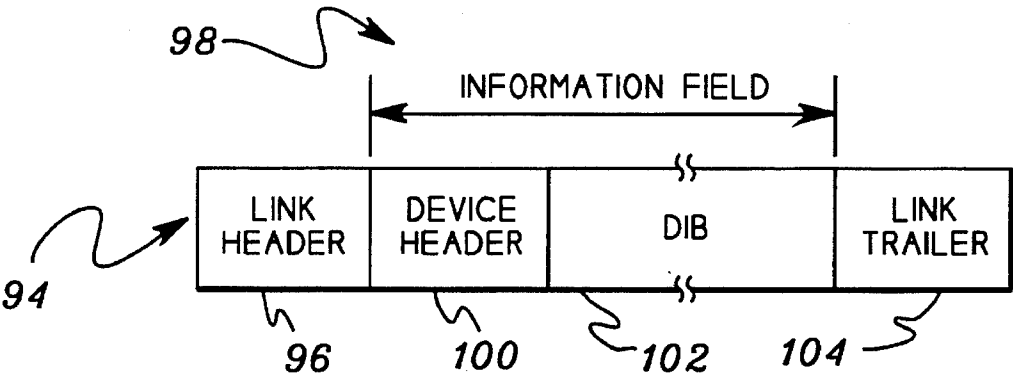 98
INFORMATION FIELD
LINK
HEADER
DEVICE
HEADER
DIB
LINK
TRAILER
94
96
100
102
104